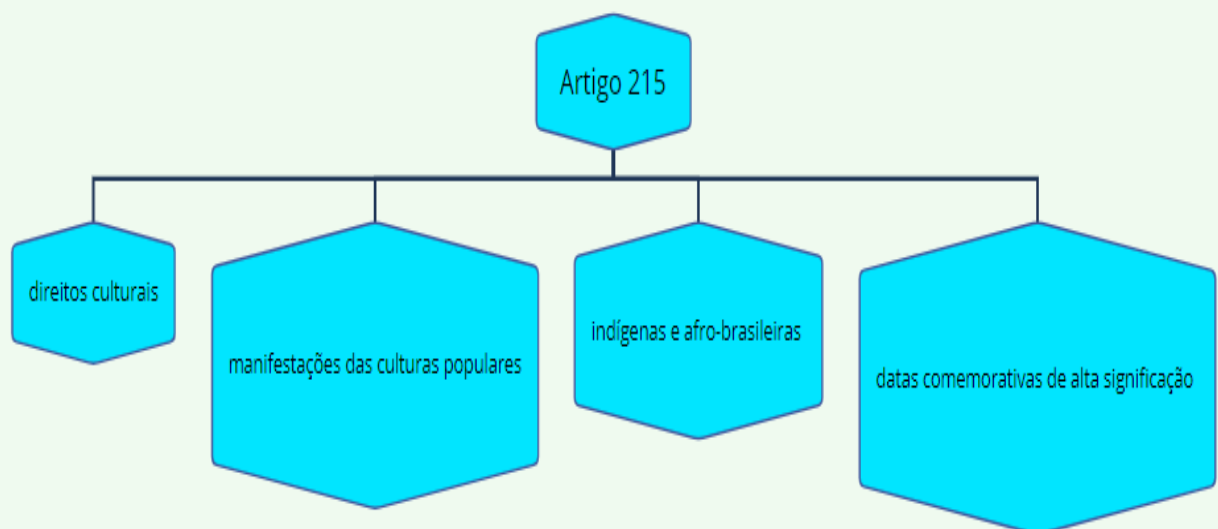 Artigo 215
direitos culturais
manifestações das culturas populares
indígenas e afro-brasileiras
datas comemorativas de alta significação